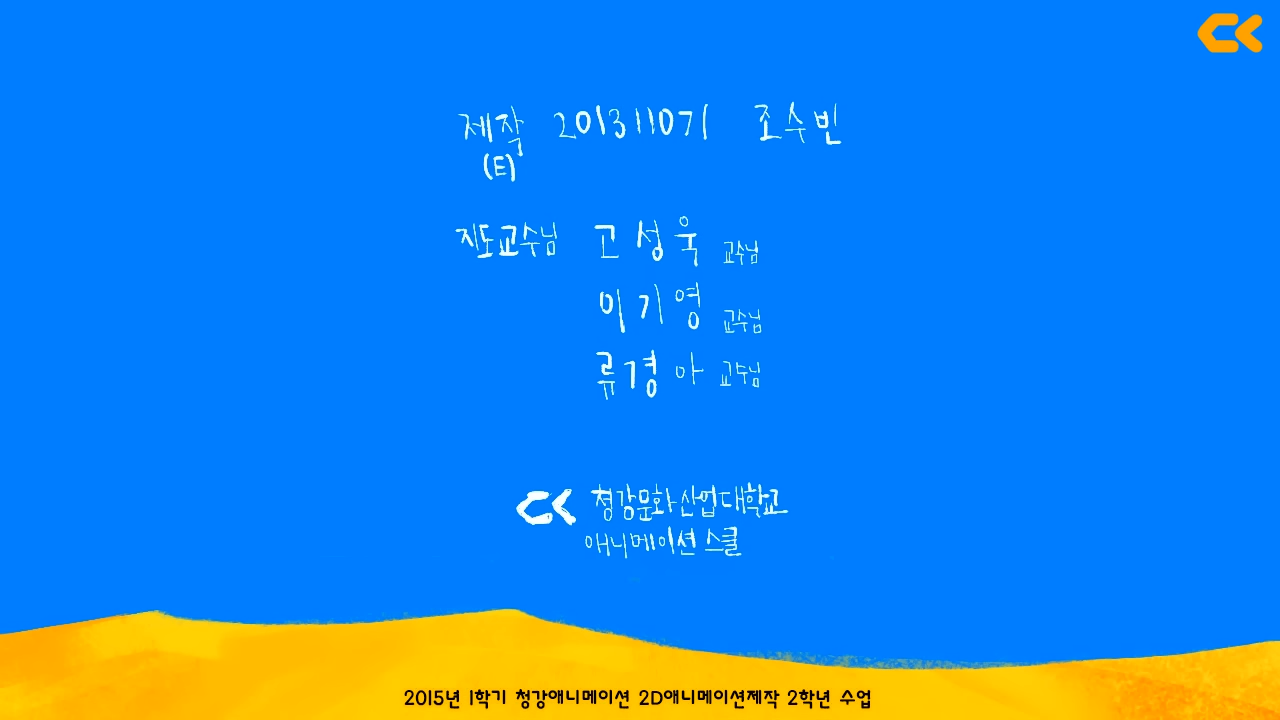 CK
제작 201311071 조수빈
(E)
지도교수님 고성욱 교수님
이기영 교수님
류경아 교수님
CK 청강문화산업대학교
애니메이션 스쿨
2015년 1학기 청강애니메이션 2D애니메이션제작 2학년 수업